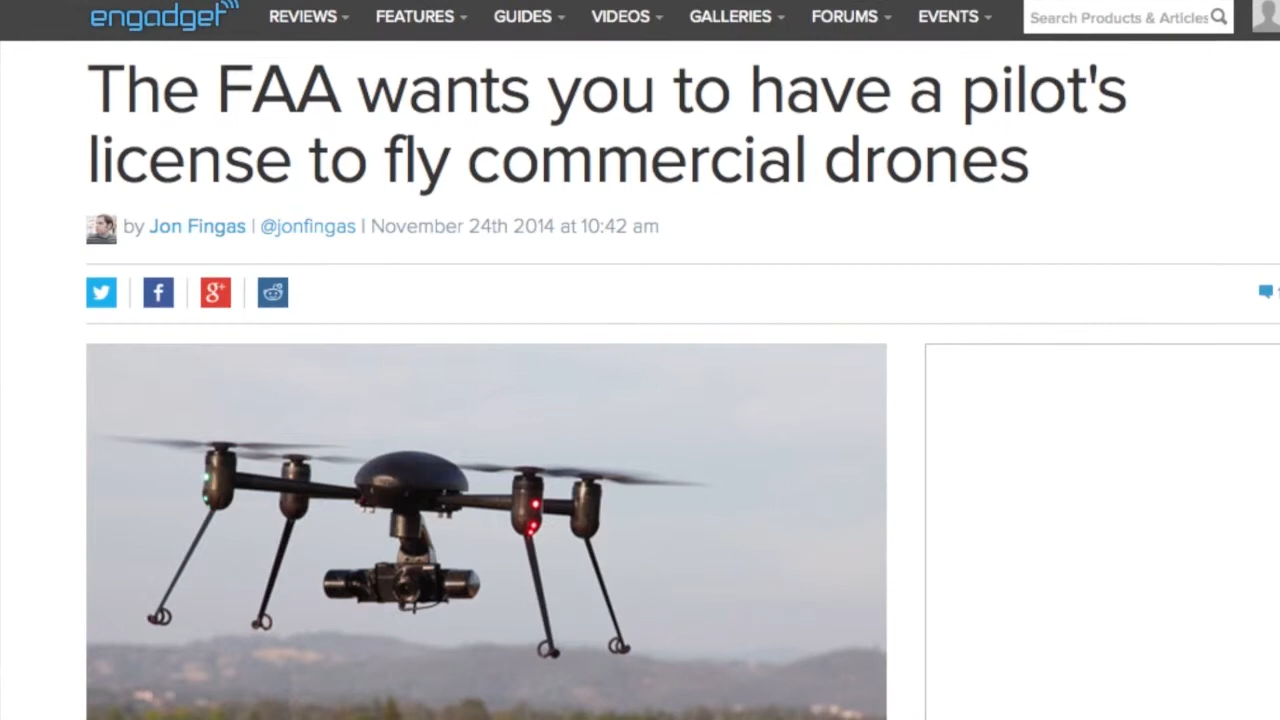 engadget REVIEWS FEATURES GUIDES VIDEOS GALLERIES FORUMS EVENTS Search Products & Articles
The FAA wants you to have a pilot's
license to fly commercial drones
by Jon Fingas | @jonfingas | November 24th 2014 at 10:42 am